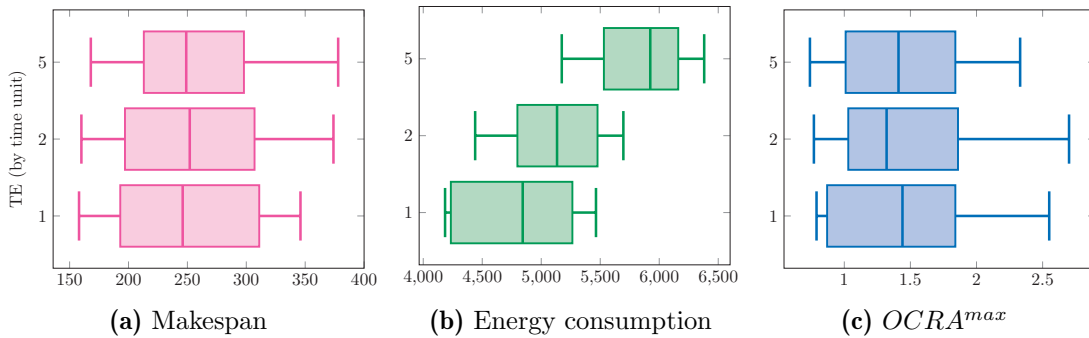 TE (by time unit)
5
2
1
150 200 250 300 350 400
(a) Makespan
5
2
1
4,000 4,500 5,000 5,500 6,000 6,500
(b) Energy consumption
5
2
1
1 1.5 2 2.5
(c) OCRA^max